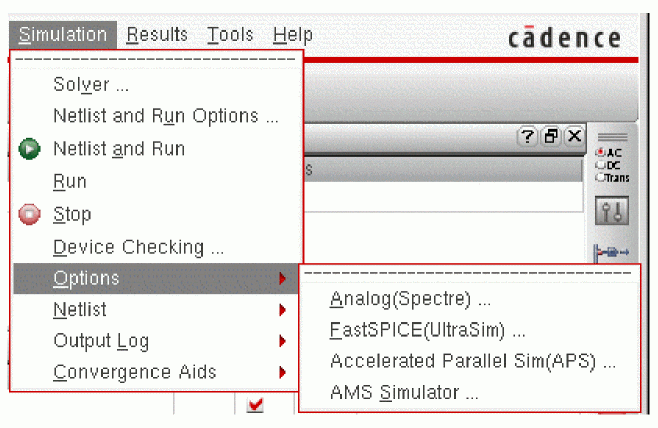 Simulation Results Tools Help
cādence
Solver ...
Netlist and Run Options ...
Netlist and Run
s
AC
DC
Trans
Run
Stop
Device Checking ...
Options
Analog(Spectre) ...
Netlist
FastSPICE(UltraSim) ...
Output Log
Accelerated Parallel Sim(APS) ...
Convergence Aids
AMS Simulator ...